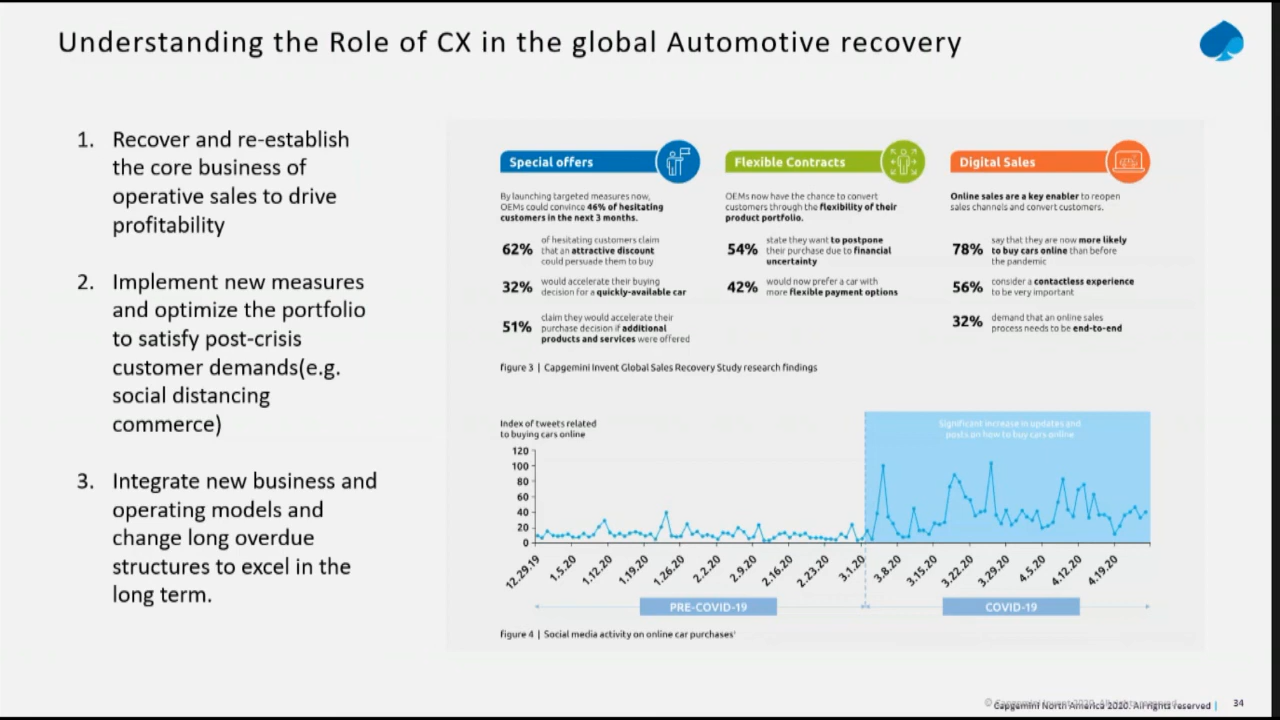 Understanding the Role of CX in the global Automotive recovery
1. Recover and re-establish
the core business of
operative sales to drive
profitability
2. Implement new measures
and optimize the portfolio
to satisfy post-crisis
customer demands(e.g.
social distancing
commerce)
3. Integrate new business and
operating models and
change long overdue
structures to excel in the
long term.
Special offers
By launching targeted measures now,
OEMs could convince 46% of hesitating
customers in the next 3 months.
62% of hesitating customers claim
that an attractive discount
could persuade them to buy
32% would accelerate their buying
decision for a quickly-available car
51% claim they would accelerate their
purchase decision if additional
products and services were offered
Flexible Contracts
OEMs now have the chance to convert
customers through the flexibility of their
product portfolio.
54% state they want to postpone
their purchase due to financial
uncertainty
42% would now prefer a car with
more flexible payment options
Digital Sales
Online sales are a key enabler to reopen
sales channels and convert customers.
78% say that they are now more likely
to buy cars online than before
the pandemic
56% consider a contactless experience
to be very important
32% demand that an online sales
process needs to be end-to-end
figure 3 | Capgemini Invent Global Sales Recovery Study research findings
Index of tweets related
to buying cars online
Significant increase in updates and
posts on how to buy cars online
120
100
80
60
40
20
0
12.29.19 1.5.20 1.12.20 1.19.20 1.26.20 2.2.20 2.9.20 2.16.20 2.23.20 3.1.20 3.8.20 3.15.20 3.22.20 3.29.20 4.5.20 4.12.20 4.19.20
PRE-COVID-19 COVID-19
figure 4 | Social media activity on online car purchases¹
© Capgemini Invent 2020. All rights reserved
Capgemini North America 2020. All rights reserved | 34